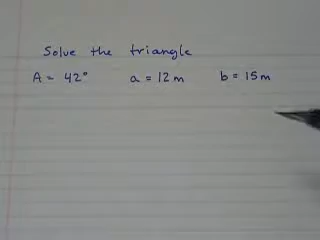 Solve the triangle
A = 42° a = 12 m b = 15 m